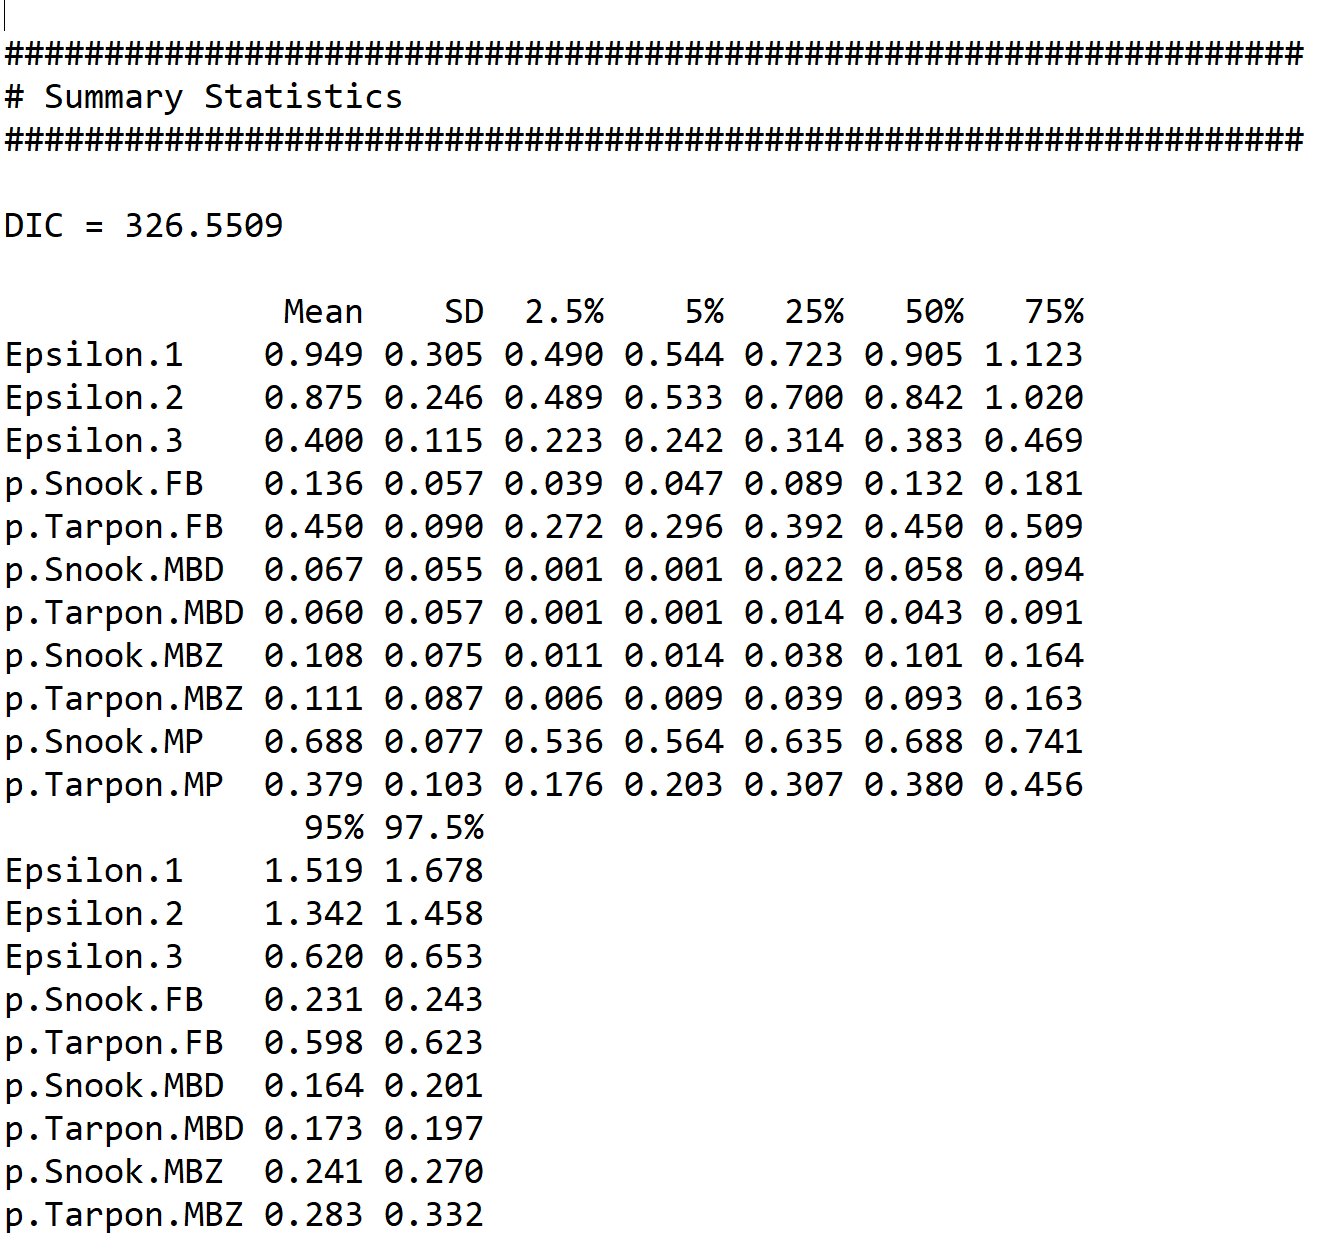 #################################################################
# Summary Statistics
#################################################################
DIC = 326.5509
              Mean    SD  2.5%    5%   25%   50%   75%
Epsilon.1    0.949 0.305 0.490 0.544 0.723 0.905 1.123
Epsilon.2    0.875 0.246 0.489 0.533 0.700 0.842 1.020
Epsilon.3    0.400 0.115 0.223 0.242 0.314 0.383 0.469
p.Snook.FB   0.136 0.057 0.039 0.047 0.089 0.132 0.181
p.Tarpon.FB  0.450 0.090 0.272 0.296 0.392 0.450 0.509
p.Snook.MBD  0.067 0.055 0.001 0.001 0.022 0.058 0.094
p.Tarpon.MBD 0.060 0.057 0.001 0.001 0.014 0.043 0.091
p.Snook.MBZ  0.108 0.075 0.011 0.014 0.038 0.101 0.164
p.Tarpon.MBZ 0.111 0.087 0.006 0.009 0.039 0.093 0.163
p.Snook.MP   0.688 0.077 0.536 0.564 0.635 0.688 0.741
p.Tarpon.MP  0.379 0.103 0.176 0.203 0.307 0.380 0.456
               95% 97.5%
Epsilon.1    1.519 1.678
Epsilon.2    1.342 1.458
Epsilon.3    0.620 0.653
p.Snook.FB   0.231 0.243
p.Tarpon.FB  0.598 0.623
p.Snook.MBD  0.164 0.201
p.Tarpon.MBD 0.173 0.197
p.Snook.MBZ  0.241 0.270
p.Tarpon.MBZ 0.283 0.332